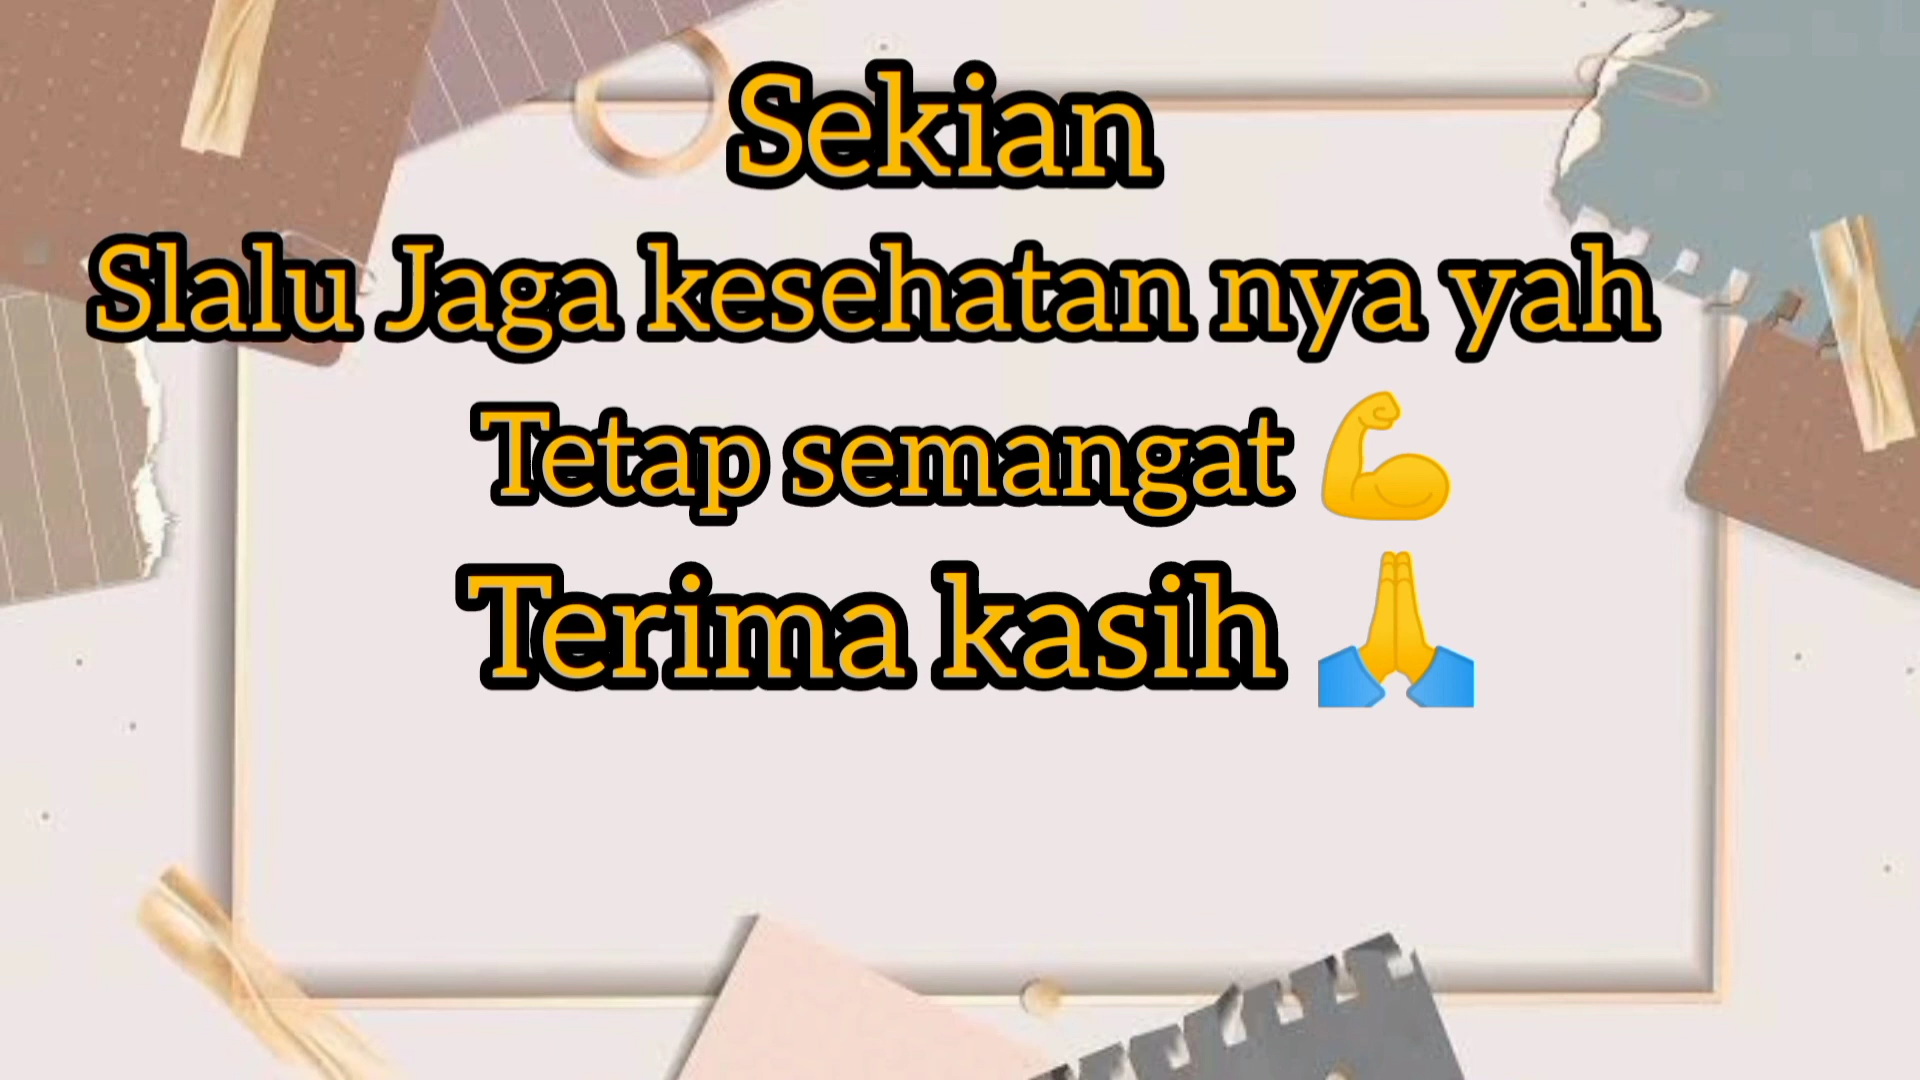 Sekian
Slalu Jaga kesehatan nya yah
Tetap semangat 💪
Terima kasih 🙏